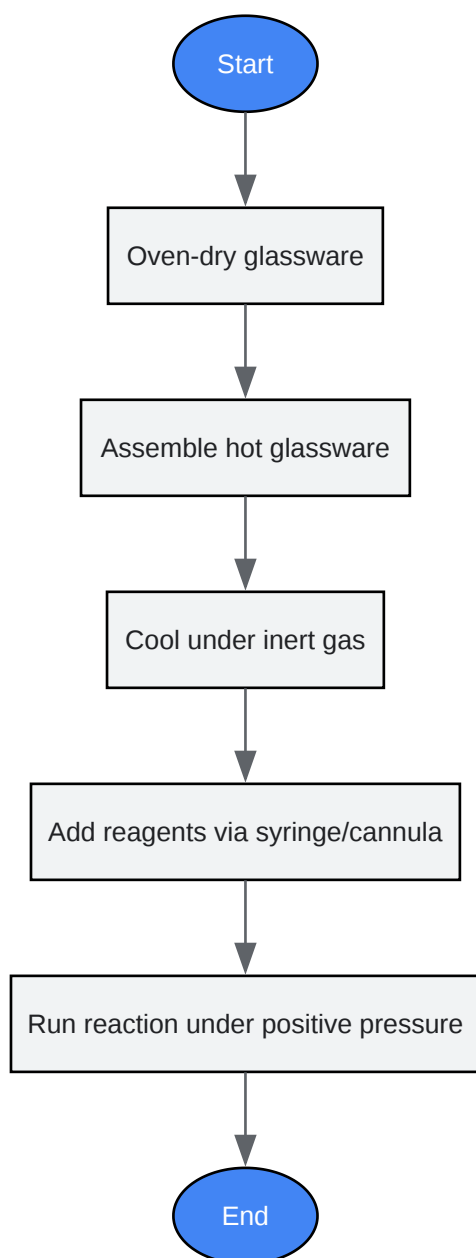 Start
Oven-dry glassware
Assemble hot glassware
Cool under inert gas
Add reagents via syringe/cannula
Run reaction under positive pressure
End